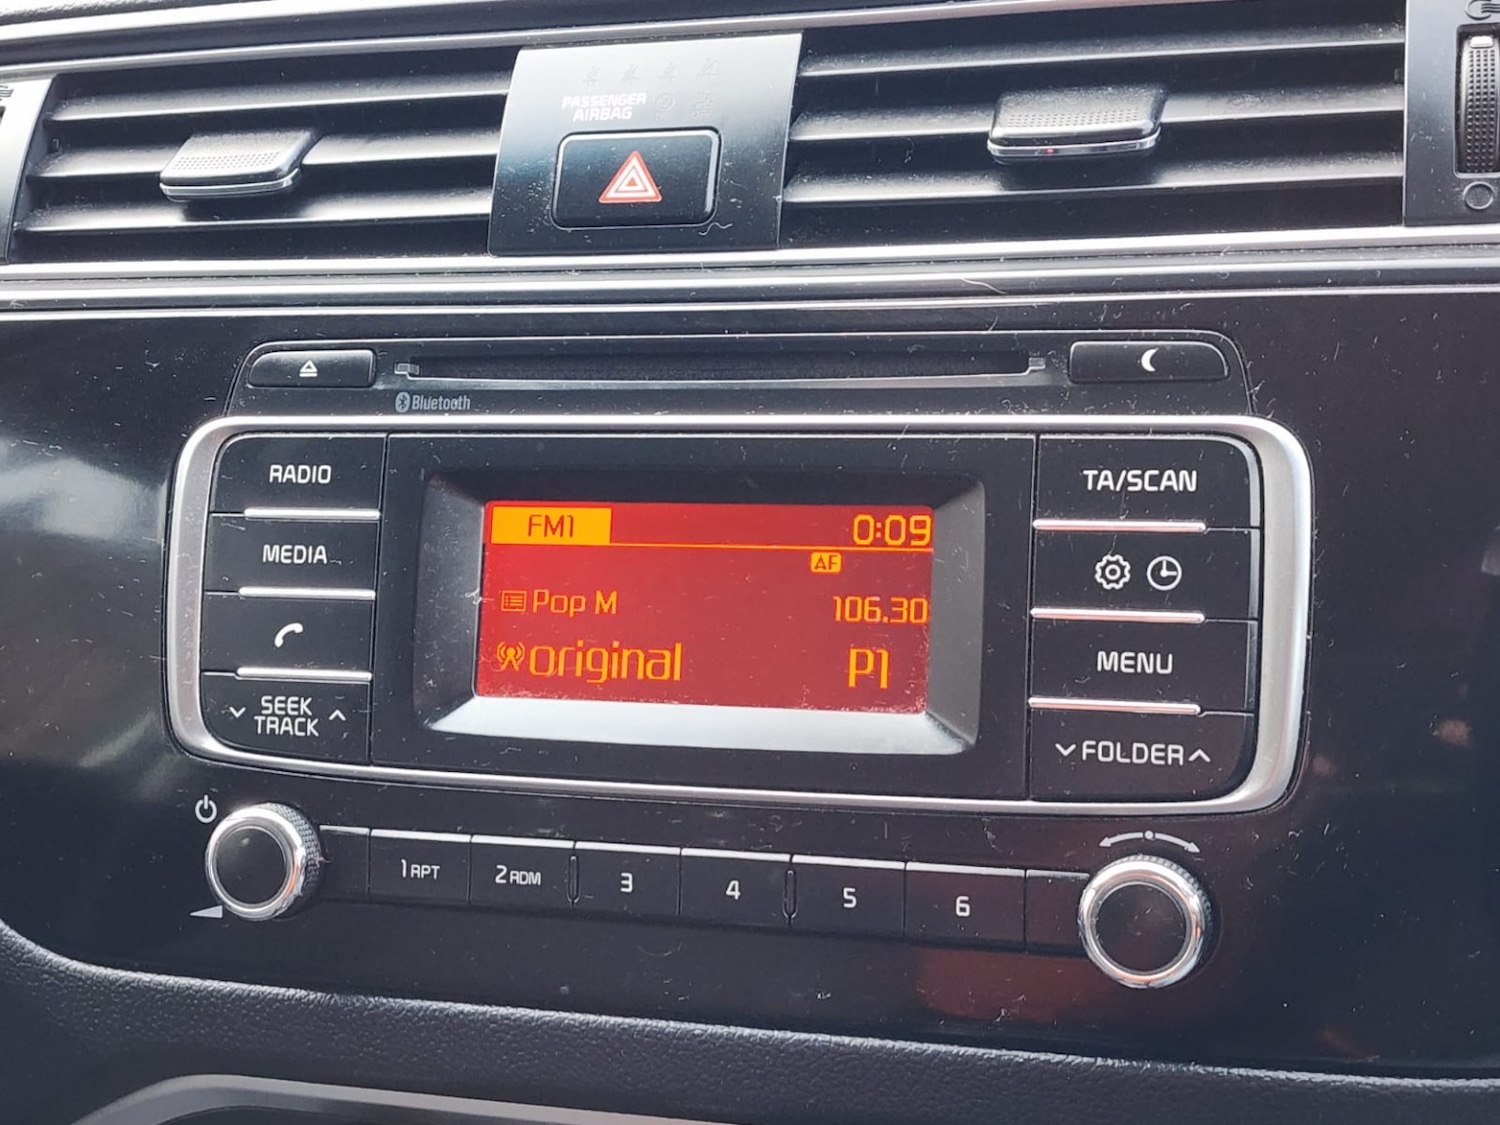 PASSENGER
AIRBAG
Bluetooth
RADIO
MEDIA
SEEK
TRACK
FM1
0:09
AF
Pop M
106.30
original
P1
TA/SCAN
MENU
FOLDER
1 RPT
2 RDM
3
4
5
6